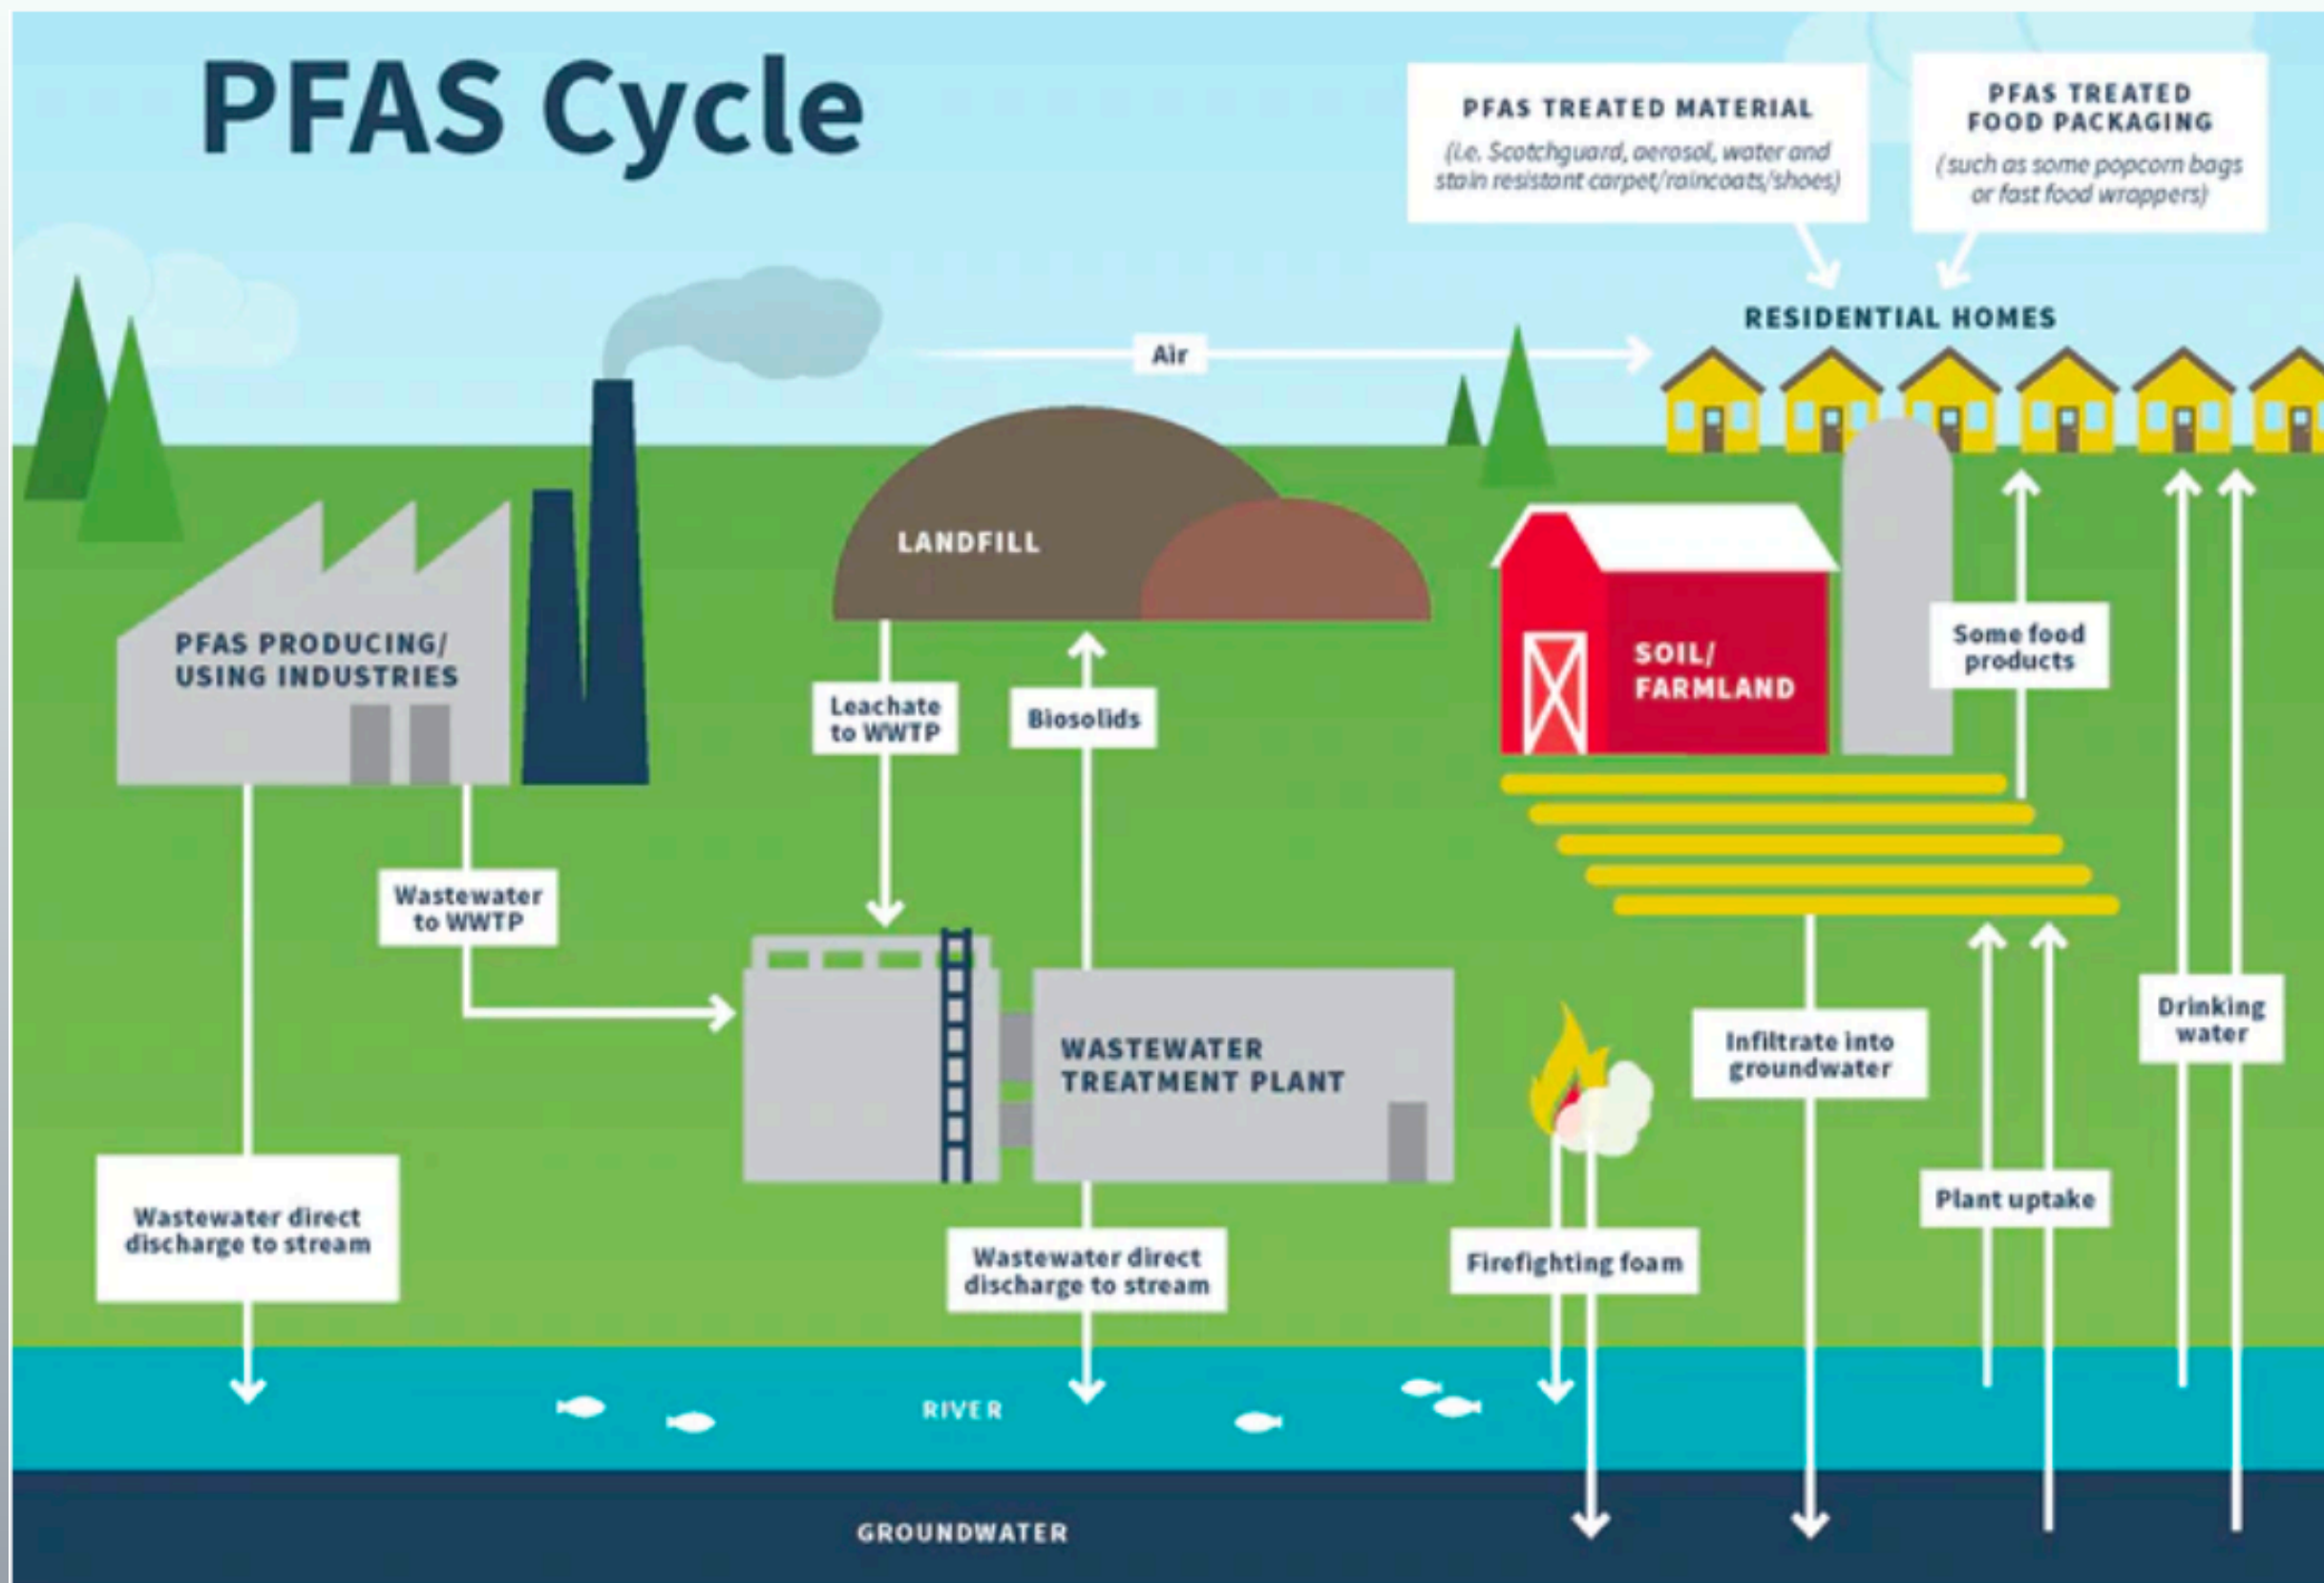 PFAS Cycle
PFAS TREATED MATERIAL
(i.e. Scotchguard, aerosol, water and
stain resistant carpet/raincoats/shoes)
PFAS TREATED
FOOD PACKAGING
(such as some popcorn bags
or fast food wrappers)
RESIDENTIAL HOMES
Air
LANDFILL
PFAS PRODUCING/
USING INDUSTRIES
SOIL/
FARMLAND
Some food
products
Leachate
to WWTP
Biosolids
Wastewater
to WWTP
WASTEWATER
TREATMENT PLANT
Infiltrate into
groundwater
Drinking
water
Plant uptake
Wastewater direct
discharge to stream
Wastewater direct
discharge to stream
Firefighting foam
RIVER
GROUNDWATER